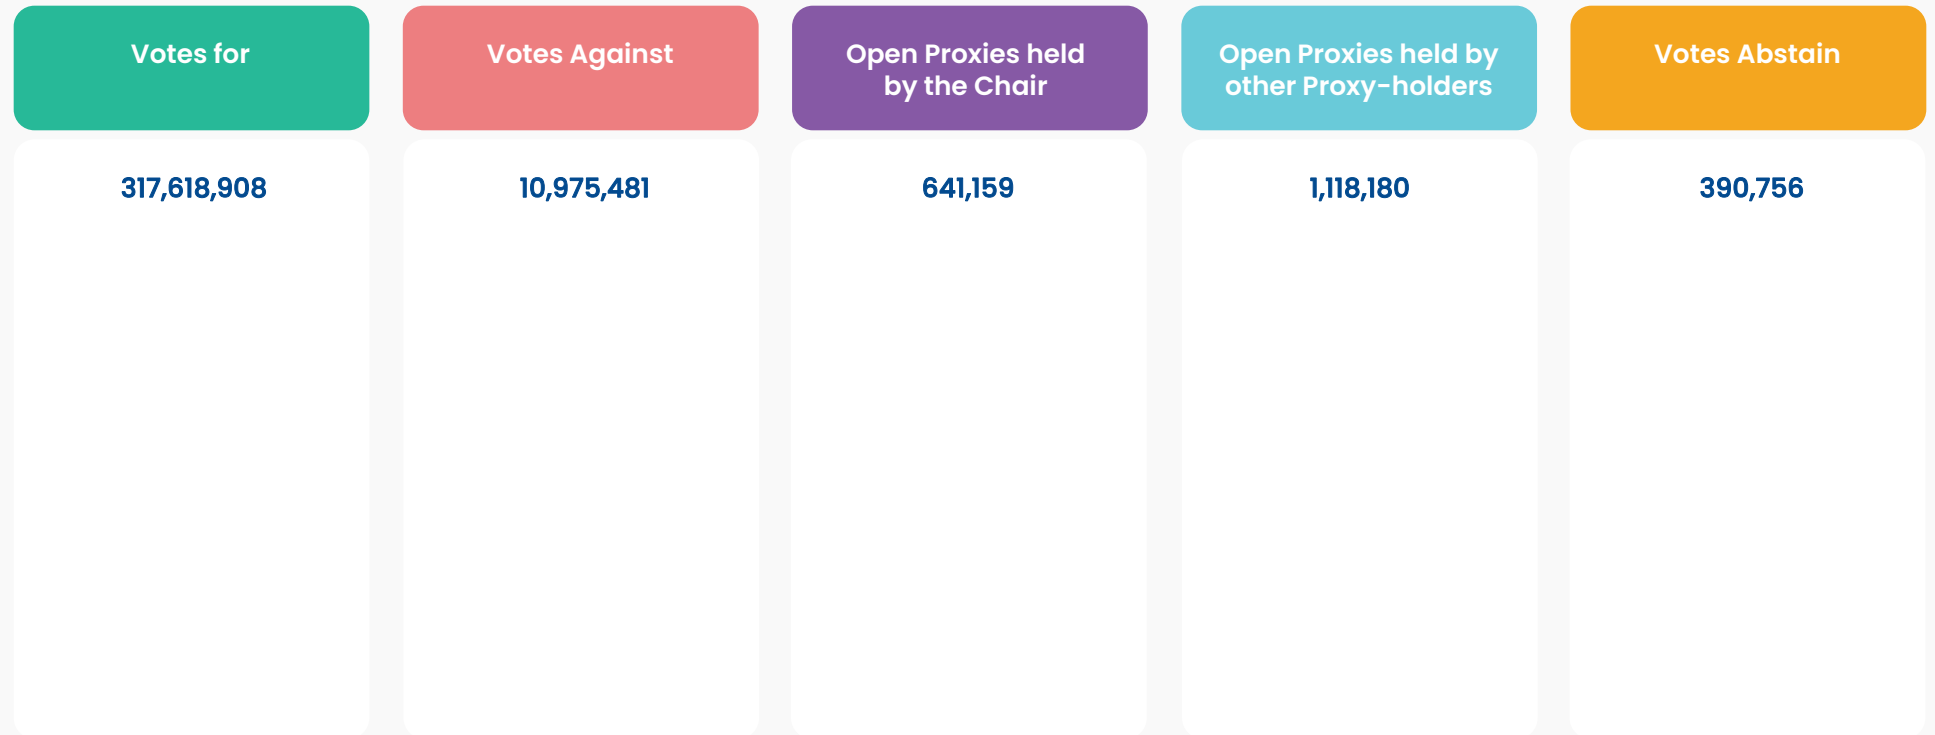 Votes for
Votes Against
Open Proxies held
by the Chair
Open Proxies held by
other Proxy-holders
Votes Abstain
317,618,908
10,975,481
641,159
1,118,180
390,756